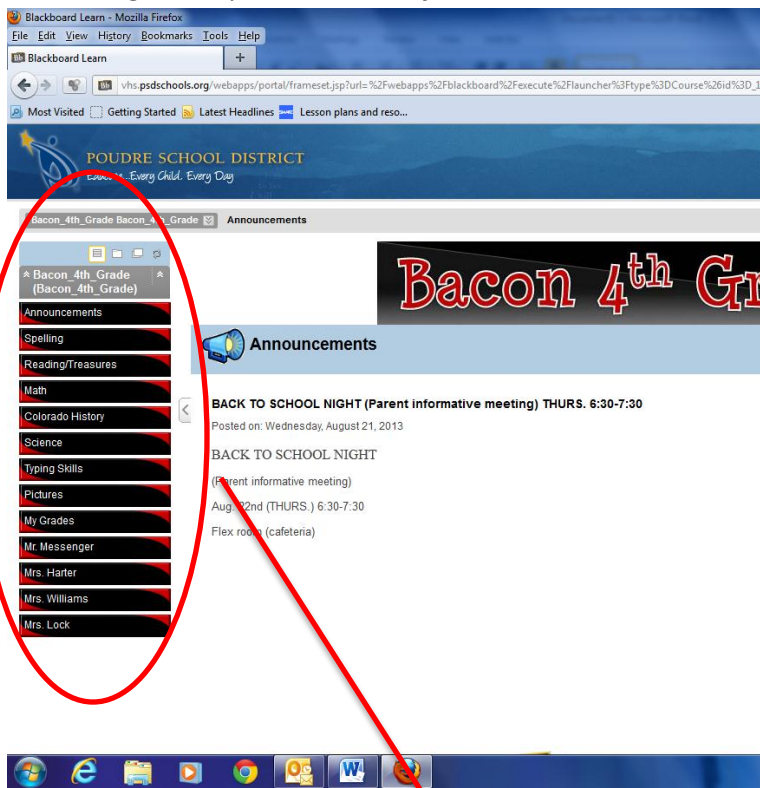 Blackboard Learn - Mozilla Firefox
File Edit View History Bookmarks Tools Help
Blackboard Learn +
vhs.psdschools.org/webapps/portal/frameset.jsp?url=%2Fwebapps%2Fblackboard%2Fexecute%2Flauncher%3Ftype%3DCourse%26id%3D_1
Most Visited Getting Started Latest Headlines Lesson plans and reso...
POUDRE SCHOOL DISTRICT
Educate...Every Child. Every Day
Bacon_4th_Grade Bacon_4th_Grade Announcements
Bacon_4th_Grade
(Bacon_4th_Grade)
Bacon 4th Gr
Announcements
Spelling
Reading/Treasures
Math
Colorado History
Science
Typing Skills
Pictures
My Grades
Mr. Messenger
Mrs. Harter
Mrs. Williams
Mrs. Lock
Announcements
BACK TO SCHOOL NIGHT (Parent informative meeting) THURS. 6:30-7:30
Posted on: Wednesday, August 21, 2013
BACK TO SCHOOL NIGHT
(Parent informative meeting)
Aug. 22nd (THURS.) 6:30-7:30
Flex room (cafeteria)